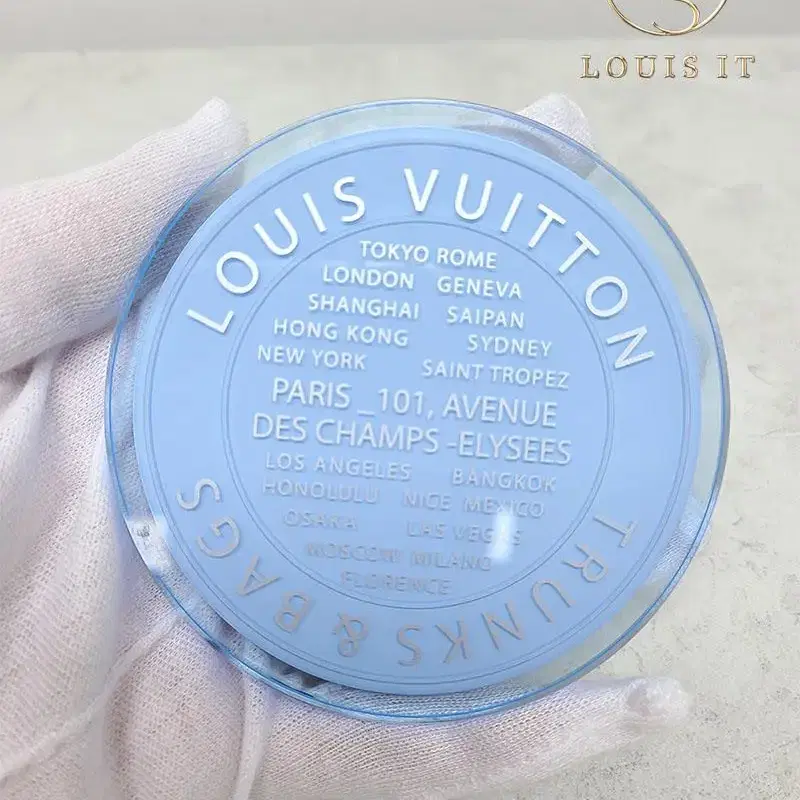 LOUIS IT
LOUIS VUITTON
TOKYO ROME
LONDON GENEVA
SHANGHAI SAIPAN
HONG KONG SYDNEY
NEW YORK SAINT TROPEZ
PARIS _101, AVENUE
DES CHAMPS -ELYSEES
LOS ANGELES BANGKOK
HONOLULU NICE MEXICO
OSAKA LAS VEGAS
MOSCOW MILANO
FLORENCE
TRUNKS & BAGS